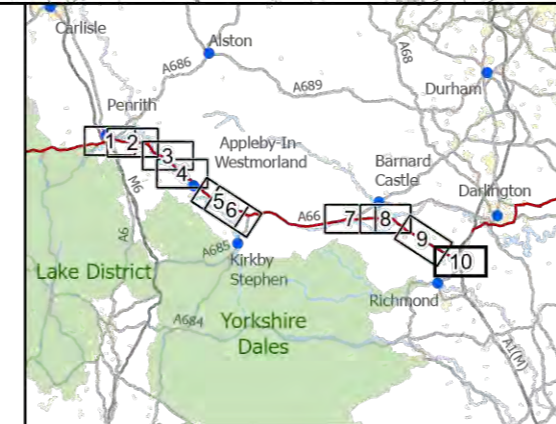 Carlisle
Alston
A686
A689
A68
Durham
Penrith
1 2
3
4
5
6
Appleby-In
Westmorland
Barnard
Castle
Darlington
M6
A66
7 8
9
10
A6
A685
Kirkby
Stephen
Lake District
Richmond
A684
Yorkshire
Dales
A1(M)